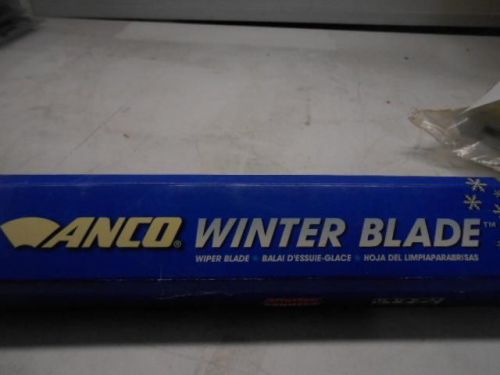 ANCO® WINTER BLADE™
WIPER BLADE • BALAI D'ESSUIE-GLACE • HOJA DEL LIMPIAPARABRISAS